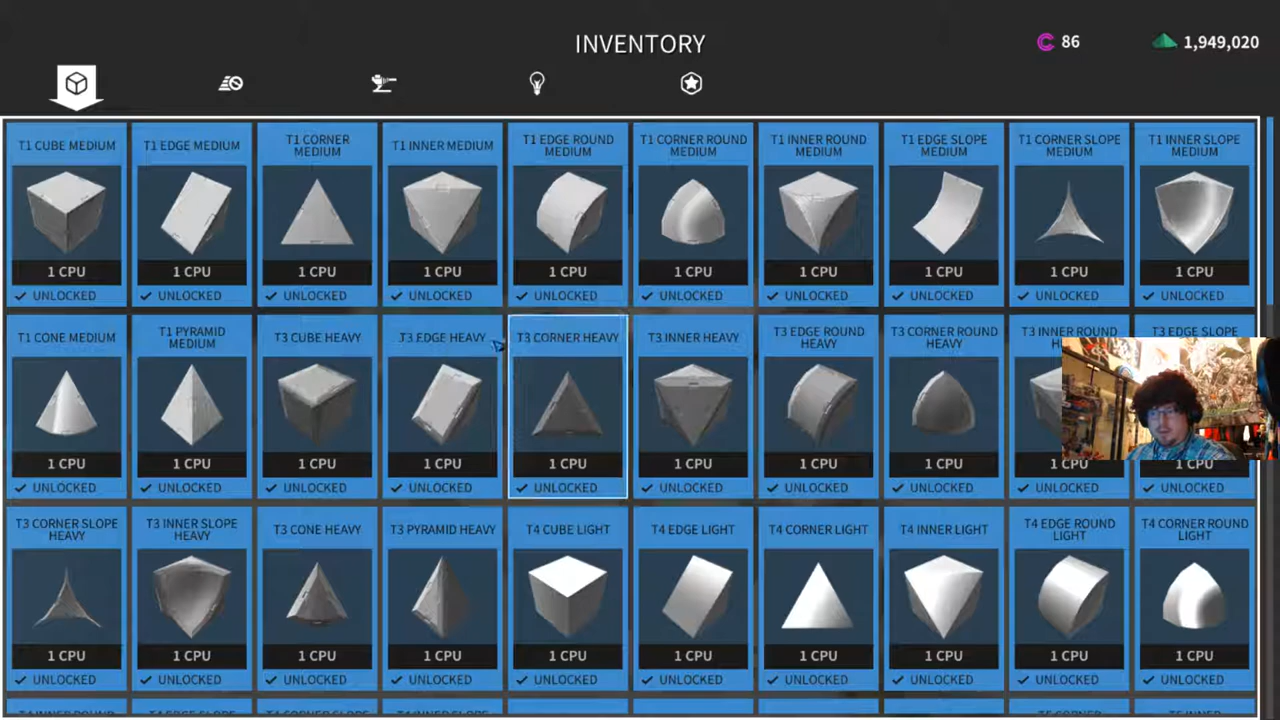 INVENTORY
86
1,949,020
T1 CUBE MEDIUM
T1 EDGE MEDIUM
T1 CORNER
MEDIUM
T1 INNER MEDIUM
T1 EDGE ROUND
MEDIUM
T1 CORNER ROUND
MEDIUM
T1 INNER ROUND
MEDIUM
T1 EDGE SLOPE
MEDIUM
T1 CORNER SLOPE
MEDIUM
T1 INNER SLOPE
MEDIUM
1 CPU
1 CPU
1 CPU
1 CPU
1 CPU
1 CPU
1 CPU
1 CPU
1 CPU
1 CPU
UNLOCKED
UNLOCKED
UNLOCKED
UNLOCKED
UNLOCKED
UNLOCKED
UNLOCKED
UNLOCKED
UNLOCKED
UNLOCKED
T1 CONE MEDIUM
T1 PYRAMID
MEDIUM
T3 CUBE HEAVY
T3 EDGE HEAVY
T3 CORNER HEAVY
T3 INNER HEAVY
T3 EDGE ROUND
HEAVY
T3 CORNER ROUND
HEAVY
T3 INNER ROUND
T3 EDGE SLOPE
1 CPU
1 CPU
1 CPU
1 CPU
1 CPU
1 CPU
1 CPU
1 CPU
1 CPU
1 CPU
UNLOCKED
UNLOCKED
UNLOCKED
UNLOCKED
UNLOCKED
UNLOCKED
UNLOCKED
UNLOCKED
UNLOCKED
UNLOCKED
T3 CORNER SLOPE
HEAVY
T3 INNER SLOPE
HEAVY
T3 CONE HEAVY
T3 PYRAMID HEAVY
T4 CUBE LIGHT
T4 EDGE LIGHT
T4 CORNER LIGHT
T4 INNER LIGHT
T4 EDGE ROUND
LIGHT
T4 CORNER ROUND
LIGHT
1 CPU
1 CPU
1 CPU
1 CPU
1 CPU
1 CPU
1 CPU
1 CPU
1 CPU
1 CPU
UNLOCKED
UNLOCKED
UNLOCKED
UNLOCKED
UNLOCKED
UNLOCKED
UNLOCKED
UNLOCKED
UNLOCKED
UNLOCKED